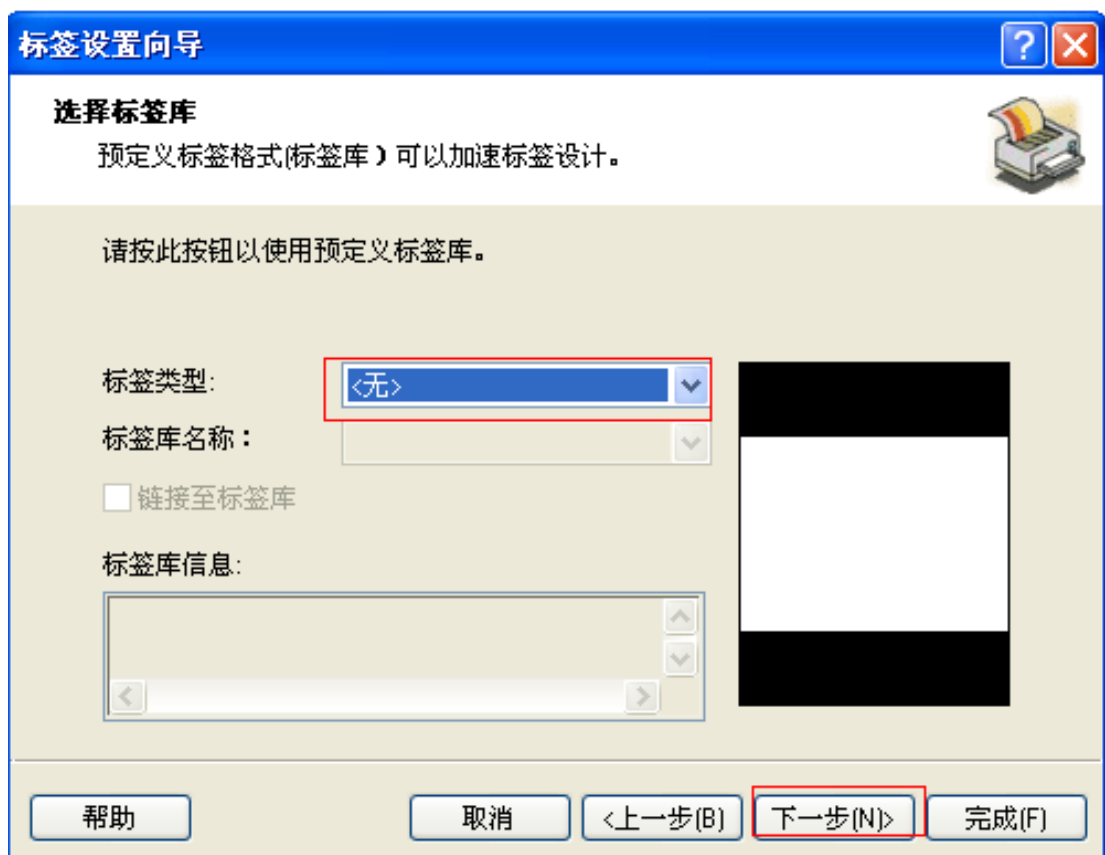 标签设置向导
选择标签库
预定义标签格式(标签库）可以加速标签设计。
请按此按钮以使用预定义标签库。
标签类型:
<无>
标签库名称：
链接至标签库
标签库信息:
帮助
取消
<上一步(B)
下一步(N)>
完成(F)